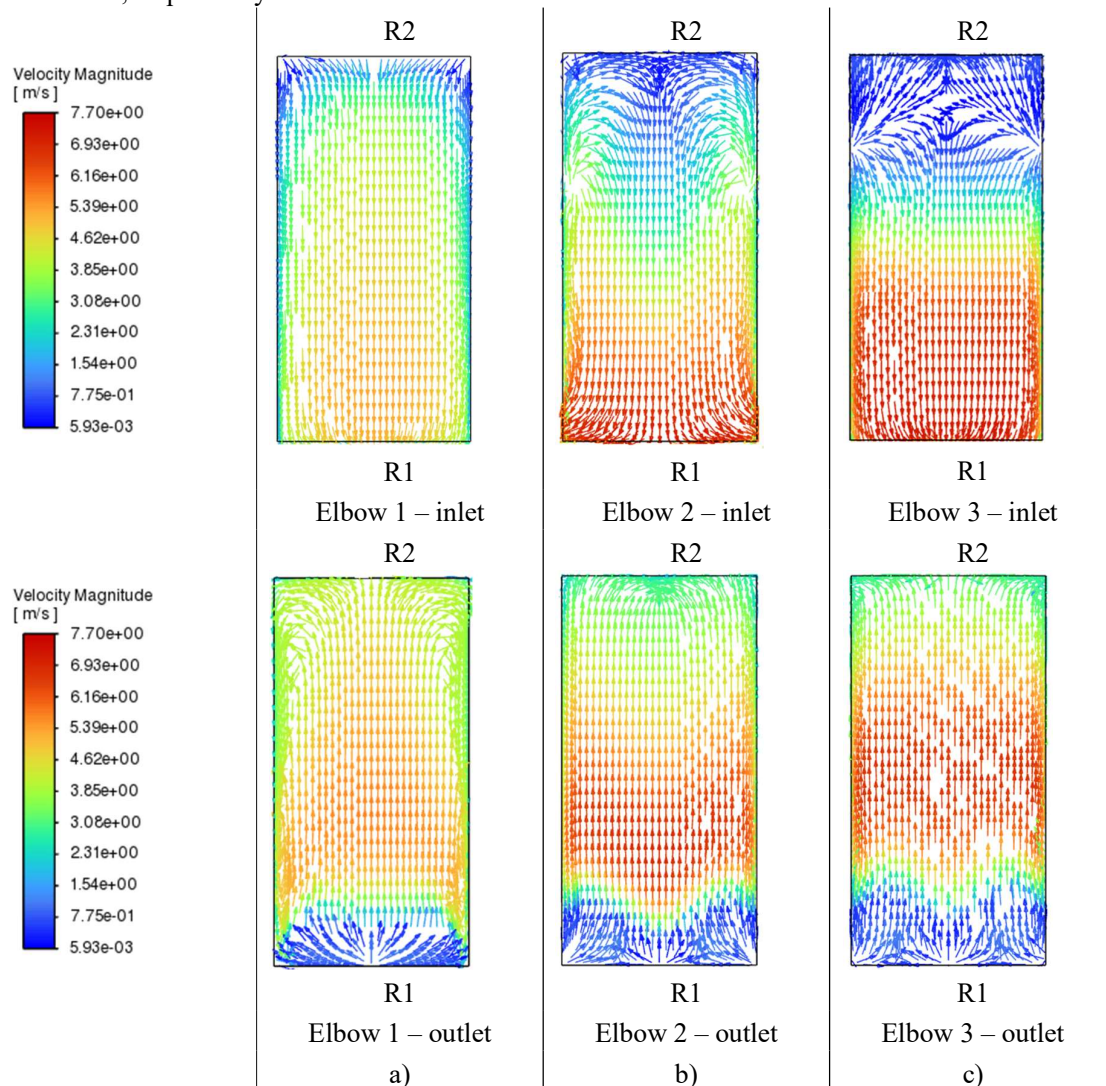 R2 R2 R2
Velocity Magnitude
[ m/s ]
7.70e+00
6.93e+00
6.16e+00
5.39e+00
4.62e+00
3.85e+00
3.08e+00
2.31e+00
1.54e+00
7.75e-01
5.93e-03
R1 R1 R1
Elbow 1 – inlet Elbow 2 – inlet Elbow 3 – inlet
R2 R2 R2
Velocity Magnitude
[ m/s ]
7.70e+00
6.93e+00
6.16e+00
5.39e+00
4.62e+00
3.85e+00
3.08e+00
2.31e+00
1.54e+00
7.75e-01
5.93e-03
R1 R1 R1
Elbow 1 – outlet Elbow 2 – outlet Elbow 3 – outlet
a) b) c)